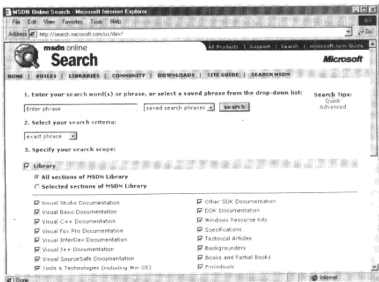 MSDN Online Search - Microsoft Internet Explorer
File Edit View Favorites Tools Help
Address http://search.microsoft.com/us/dev/ Go
All Products | Support | Search | microsoft.com Guide
msdn online
Search
Microsoft
HOME | VOICES | LIBRARIES | COMMUNITY | DOWNLOADS | SITE GUIDE | SEARCH MSDN
1. Enter your search word(s) or phrase, or select a saved phrase from the drop-down list:
Search Tips:
Quick
Advanced
Enter phrase saved search phrases search
2. Select your search criteria:
exact phrase
3. Specify your search scope:
Library
All sections of MSDN Library
Selected sections of MSDN Library
Visual Studio Documentation
Visual Basic Documentation
Visual C++ Documentation
Visual Fox Pro Documentation
Visual InterDev Documentation
Visual J++ Documentation
Visual SourceSafe Documentation
Tools & Technologies (including Win CE)
Other SDK Documentation
DDK Documentation
Windows Resource Kits
Specifications
Technical Articles
Backgrounders
Books and Partial Books
Periodicals
Done Internet